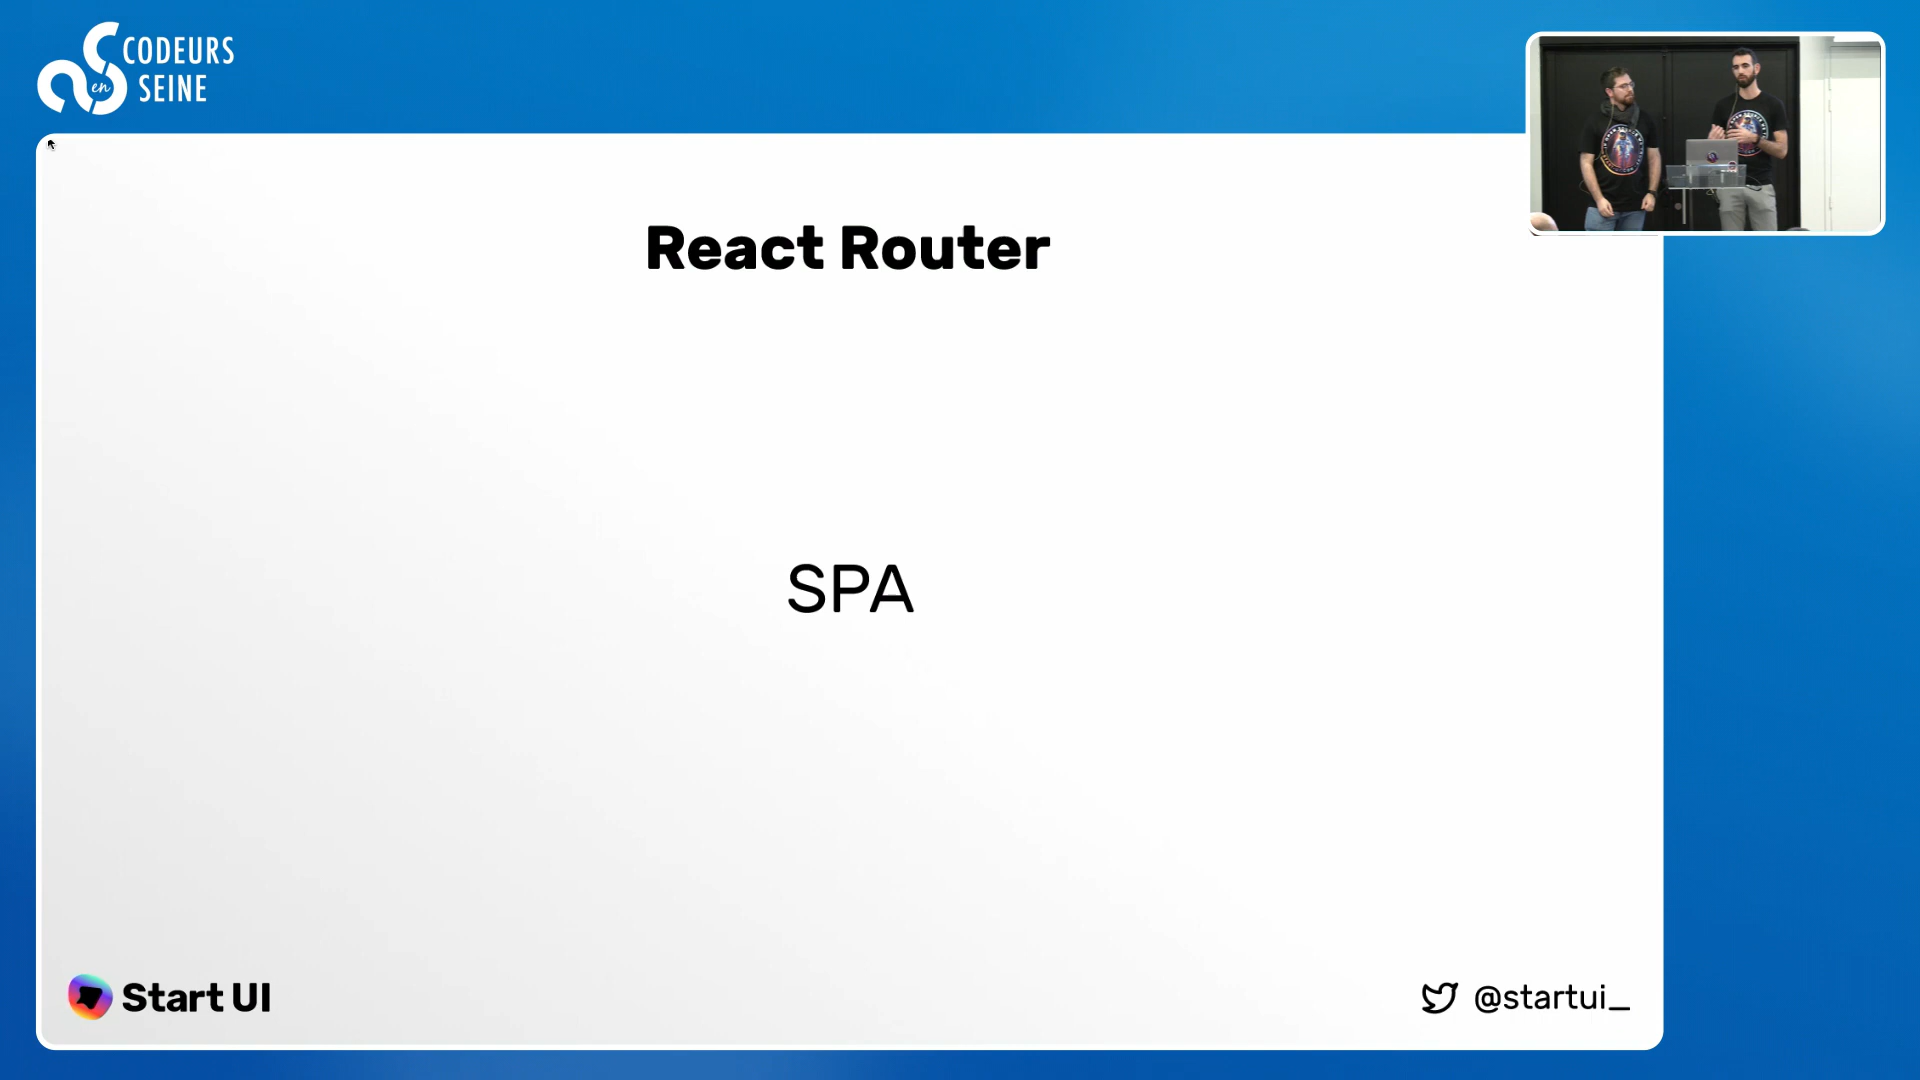 CODEURS
en
SEINE
React Router
SPA
Start UI
@startui_